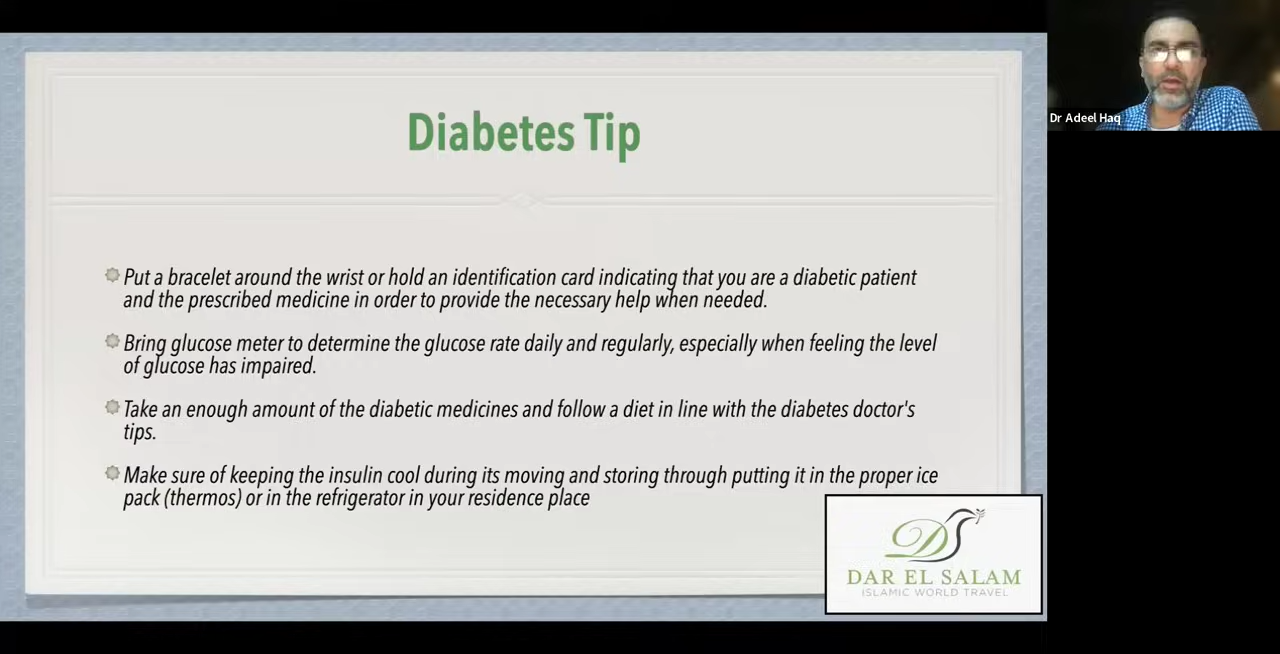 Diabetes Tip
Put a bracelet around the wrist or hold an identification card indicating that you are a diabetic patient
and the prescribed medicine in order to provide the necessary help when needed.
Bring glucose meter to determine the glucose rate daily and regularly, especially when feeling the level
of glucose has impaired.
Take an enough amount of the diabetic medicines and follow a diet in line with the diabetes doctor's
tips.
Make sure of keeping the insulin cool during its moving and storing through putting it in the proper ice
pack (thermos) or in the refrigerator in your residence place
DS
DAR EL SALAM
ISLAMIC WORLD TRAVEL
Dr Adeel Haq